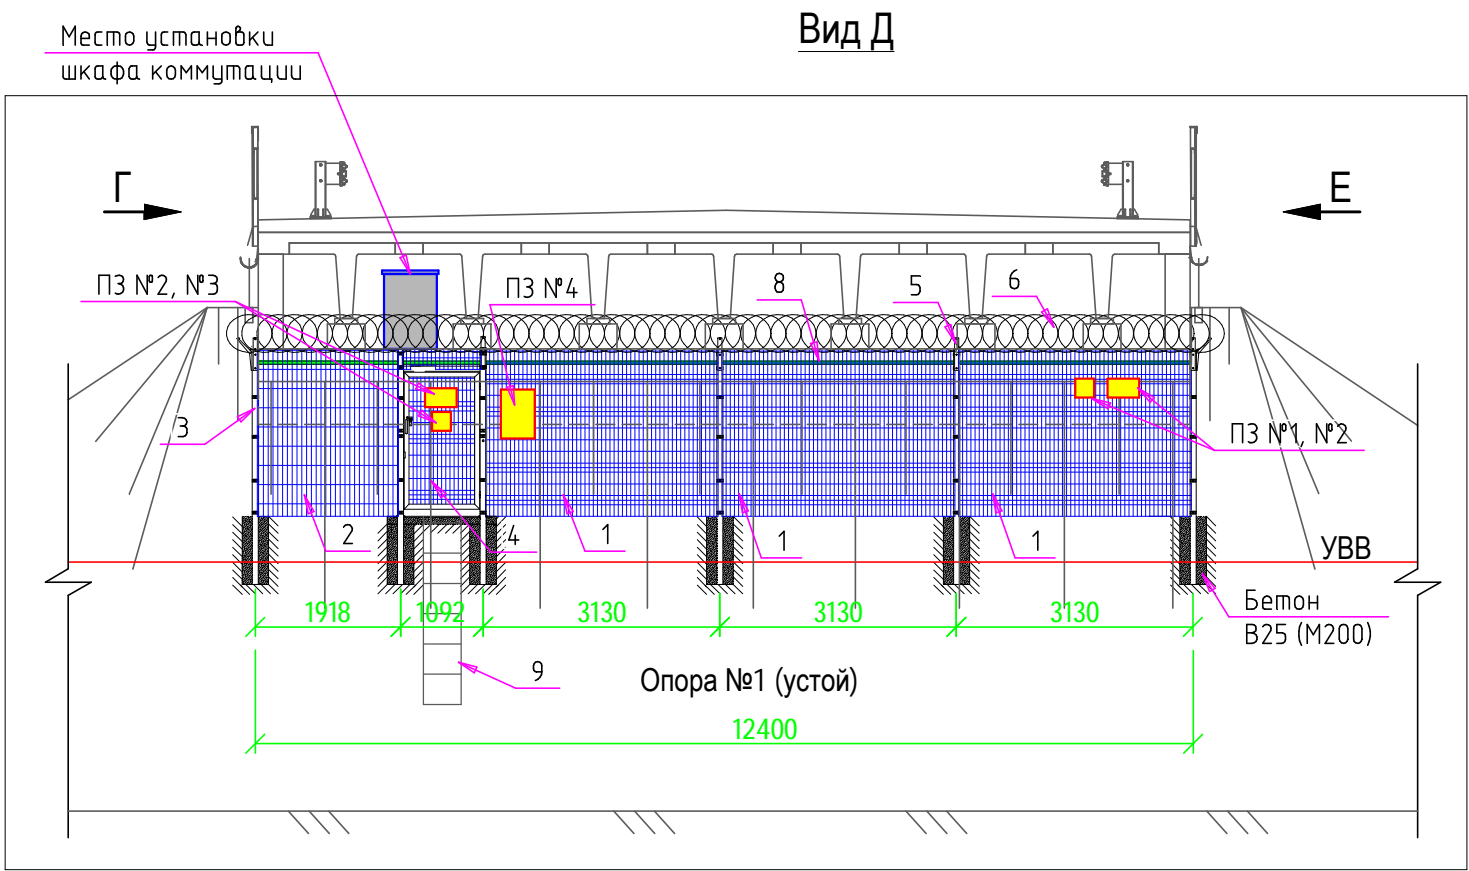 Вид Д
Место установки
шкафа коммутации
Г
Е
ПЗ №2, №3
ПЗ №4
8
5
6
3
ПЗ №1, №2
2
4
1
1
1
УВВ
1918
1092
3130
3130
3130
Бетон
В25 (М200)
9
Опора №1 (устой)
12400